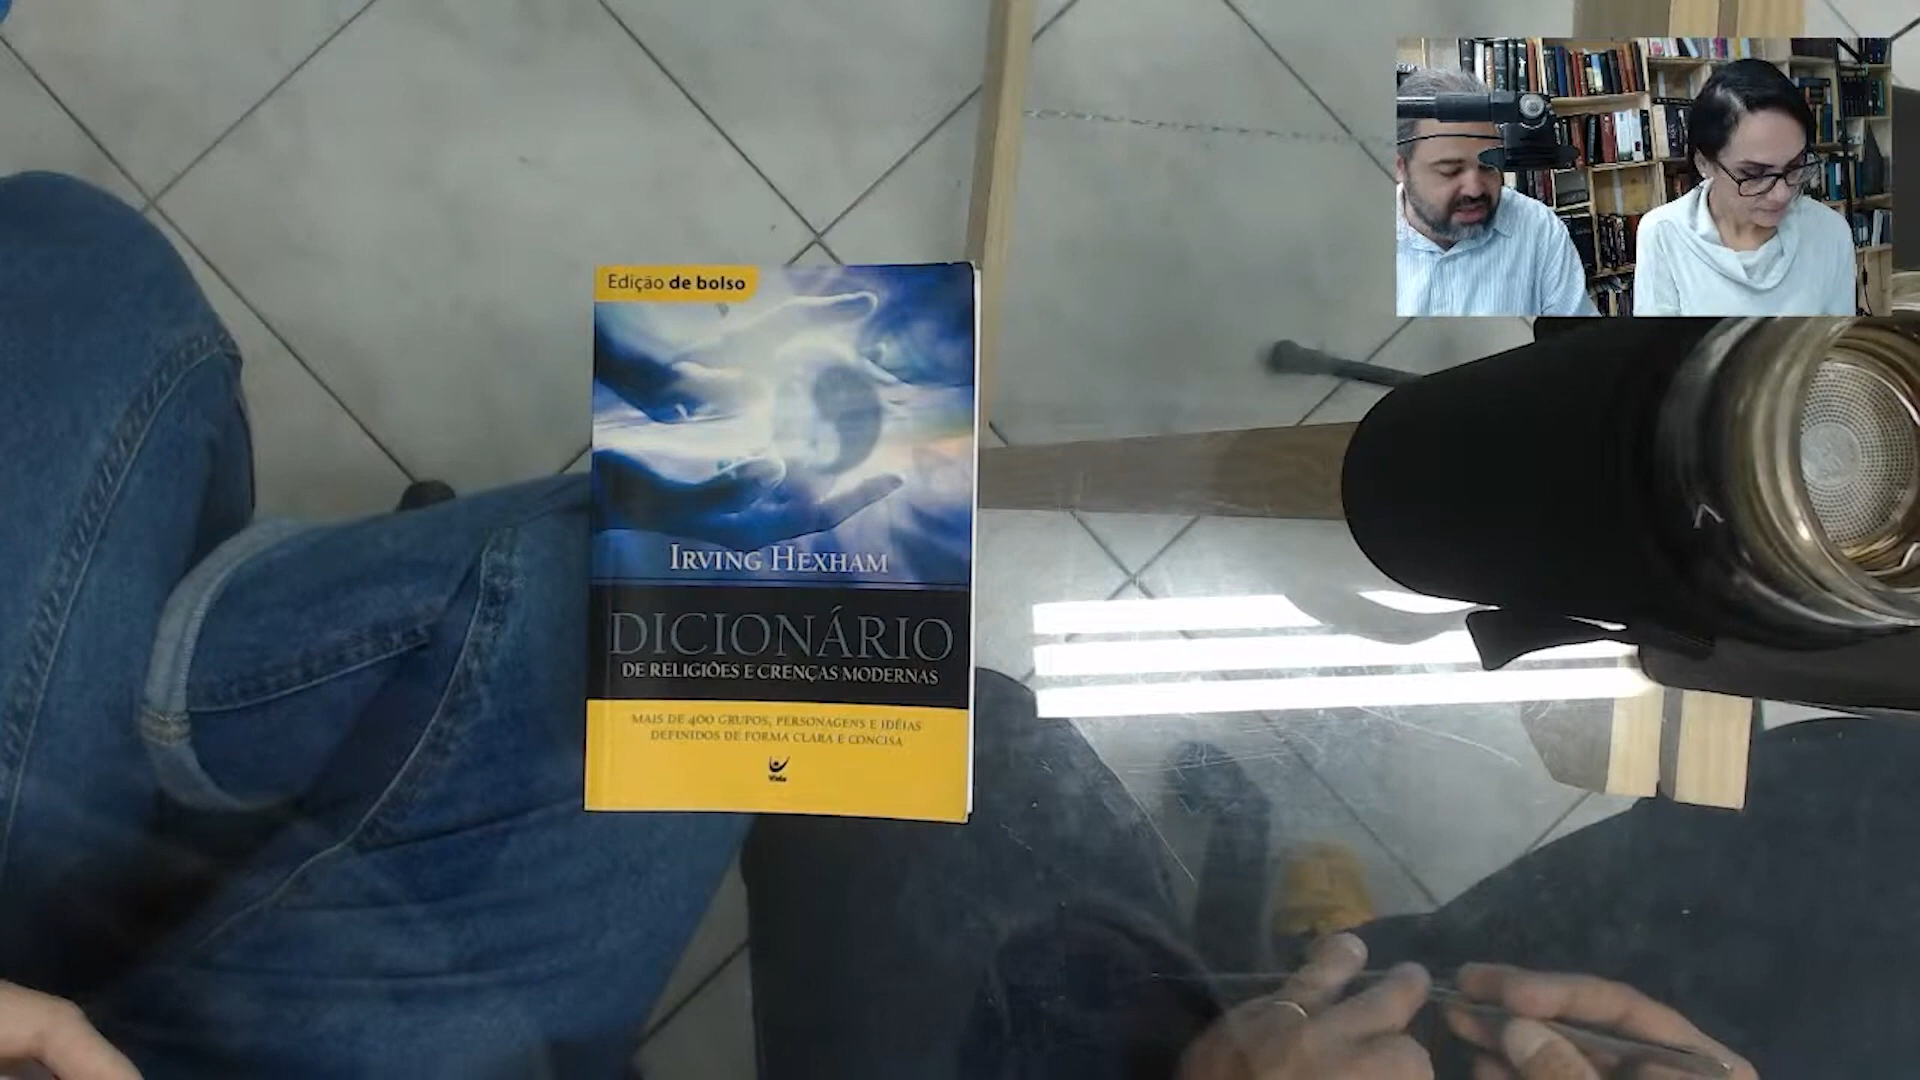 Edição de bolso
IRVING HEXHAM
DICIONÁRIO
DE RELIGIÕES E CRENÇAS MODERNAS
MAIS DE 400 GRUPOS, PERSONAGENS E IDÉIAS
DEFINIDOS DE FORMA CLARA E CONCISA
Vida